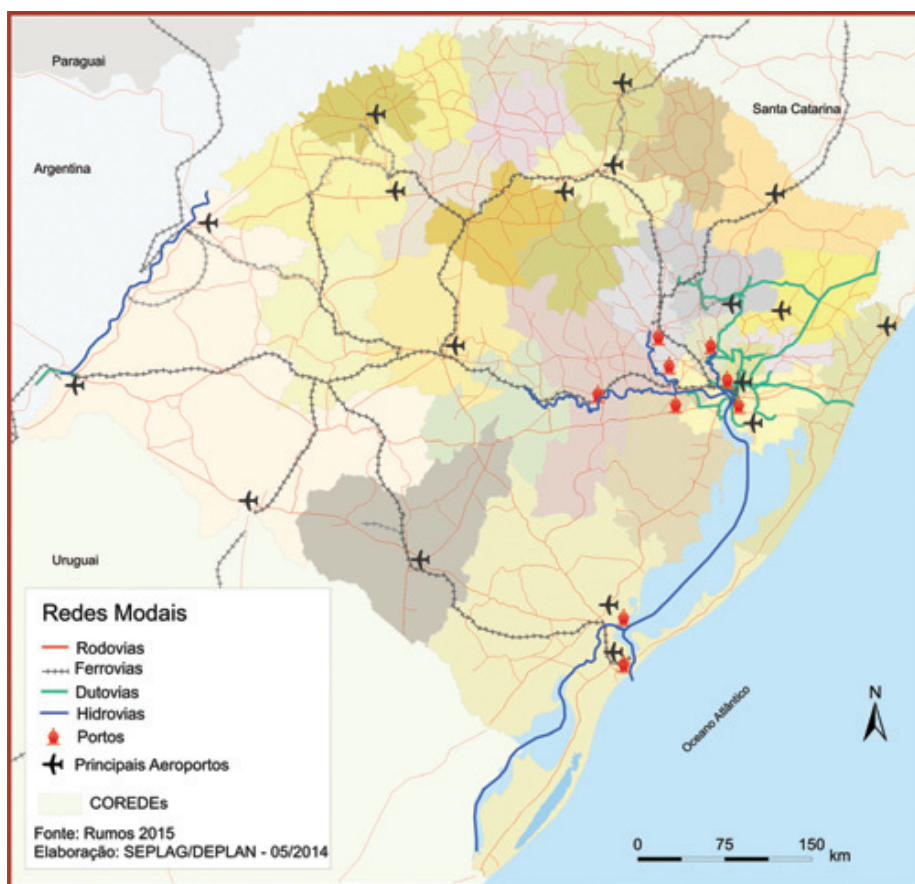 Paraguai
Santa Catarina
Argentina
Uruguai
Oceano Atlântico
N
Redes Modais
Rodovias
Ferrovias
Dutovias
Hidrovias
Portos
Principais Aeroportos
COREDEs
Fonte: Rumos 2015
Elaboração: SEPLAG/DEPLAN - 05/2014
0 75 150
km